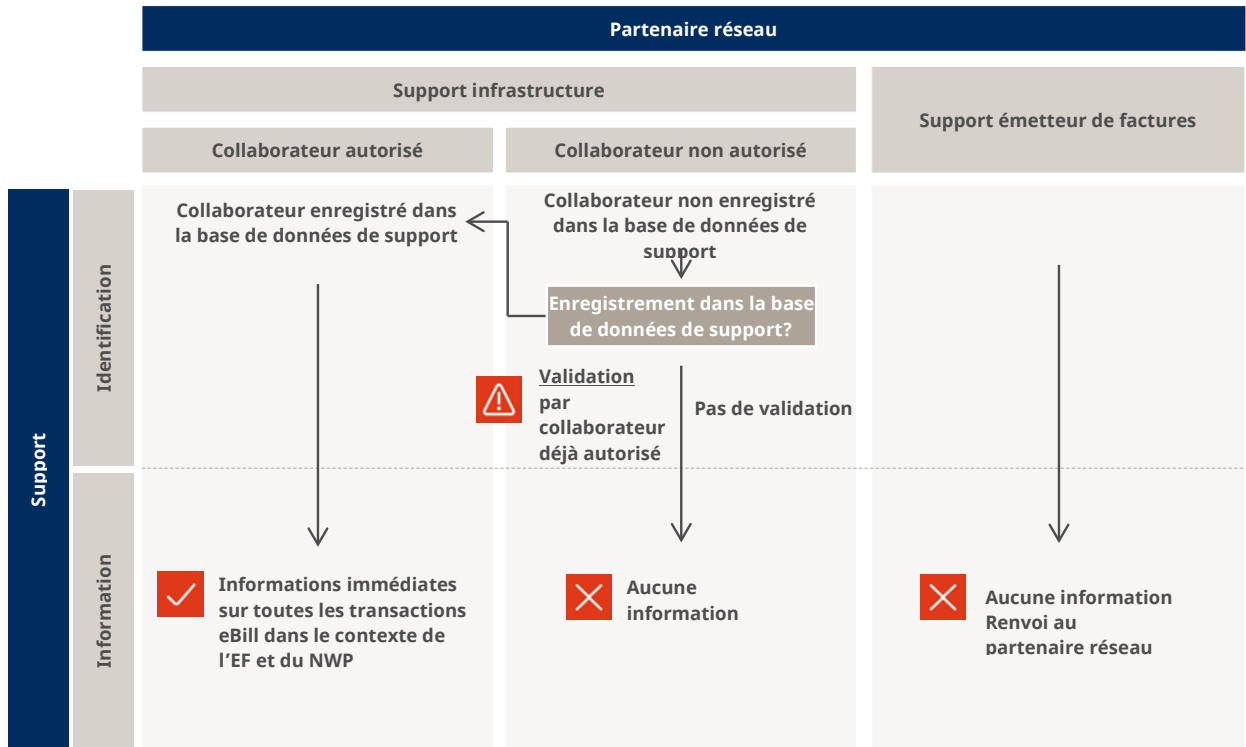 Partenaire réseau
Support infrastructure
Support émetteur de factures
Collaborateur autorisé
Collaborateur non autorisé
Support
Identification
Collaborateur enregistré dans
la base de données de support
Collaborateur non enregistré
dans la base de données de
support
Enregistrement dans la base
de données de support?
Validation
par
collaborateur
déjà autorisé
Pas de validation
Information
Informations immédiates
sur toutes les transactions
eBill dans le contexte de
l’EF et du NWP
Aucune
information
Aucune information
Renvoi au
partenaire réseau